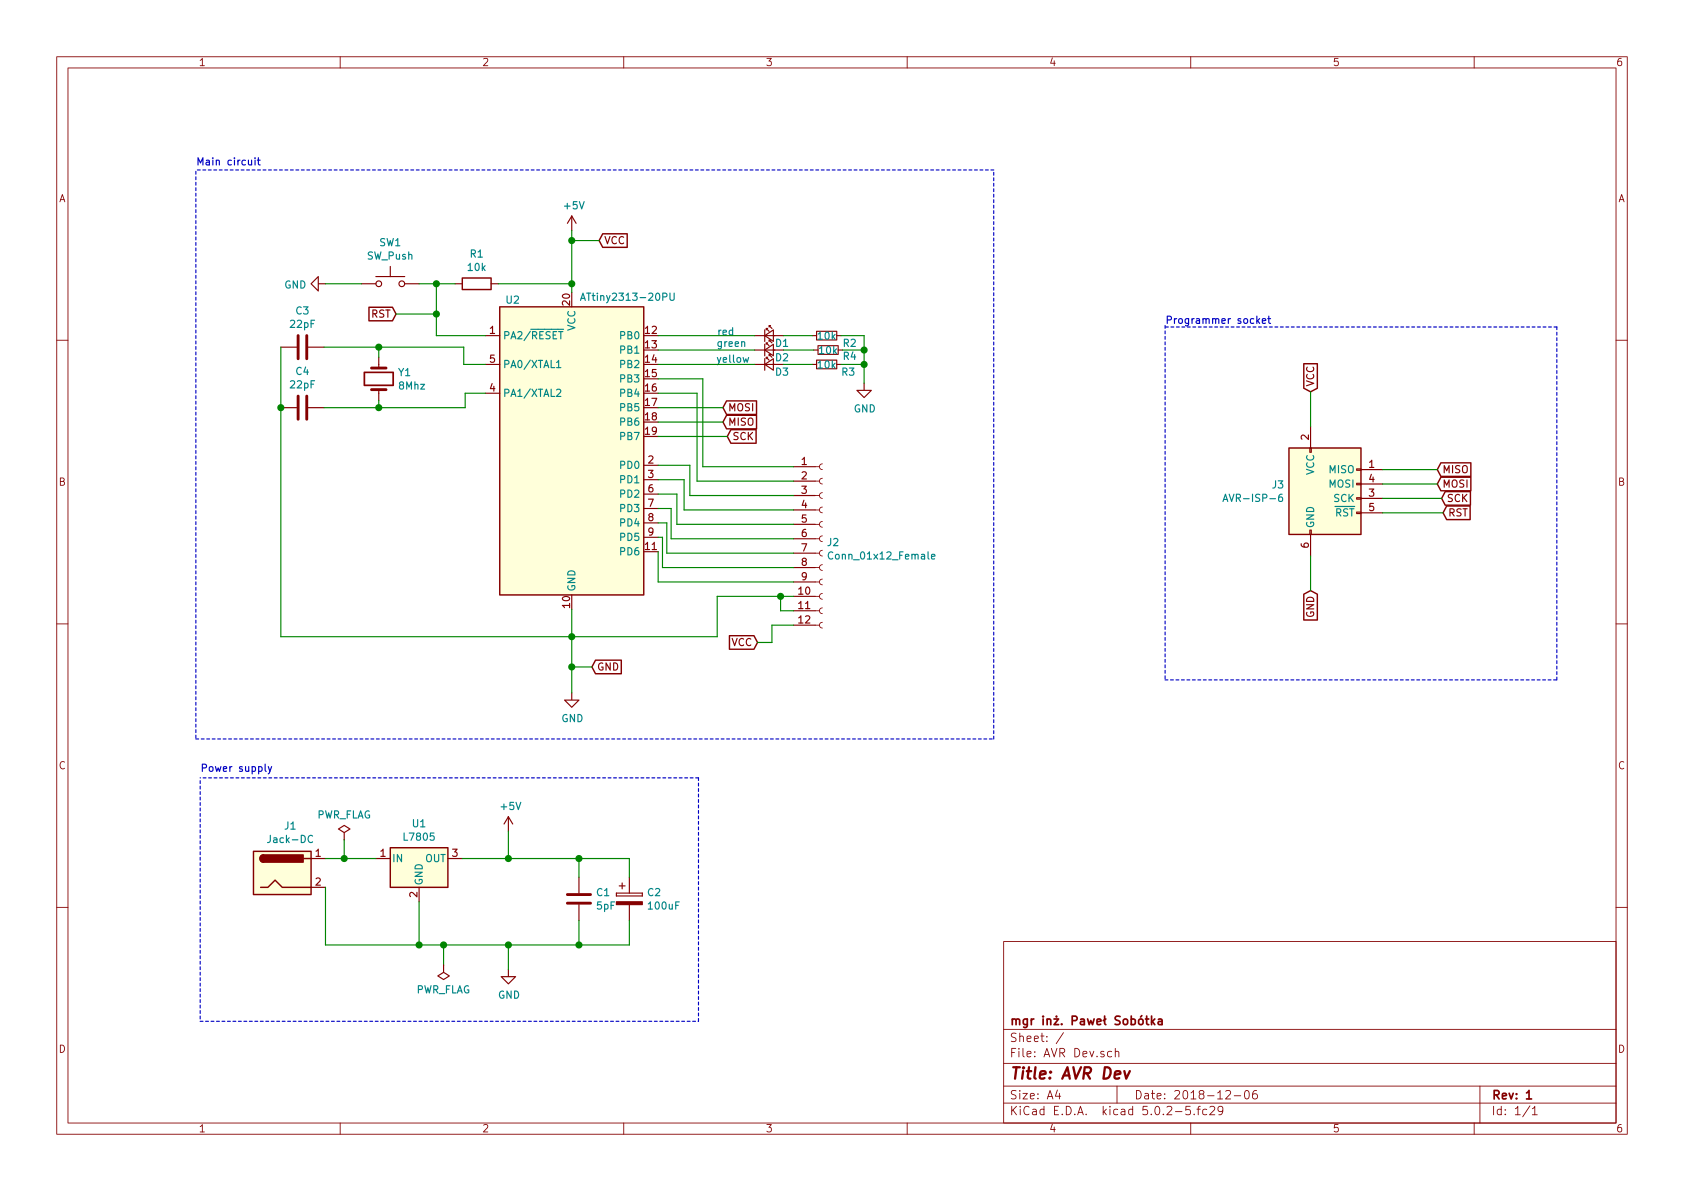 1 2 3 4 5 6
A A
B B
C C
D D
Main circuit
+5V
VCC
SW1
SW_Push
R1
10k
GND
RST
C3
22pF
C4
22pF
Y1
8Mhz
U2
ATtiny2313-20PU
20
VCC
1 PA2/RESET
5 PA0/XTAL1
4 PA1/XTAL2
PB0 12
PB1 13
PB2 14
PB3 15
PB4 16
PB5 17
PB6 18
PB7 19
PD0 2
PD1 3
PD2 6
PD3 7
PD4 8
PD5 9
PD6 11
GND
10
red
green
yellow
D1
D2
D3
10k
10k
10k
R2
R4
R3
GND
MOSI
MISO
SCK
1
2
3
4
5
6
7
8
9
10
11
12
J2
Conn_01x12_Female
VCC
GND
GND
Programmer socket
VCC
2
VCC
J3
AVR-ISP-6
MISO 1 MISO
MOSI 4 MOSI
SCK 3 SCK
RST 5 RST
GND
6
GND
Power supply
J1
Jack-DC
1
2
PWR_FLAG
U1
L7805
1 IN OUT 3
GND
2
+5V
C1
5pF
C2
100uF
+
PWR_FLAG
GND
mgr inż. Paweł Sobótka
Sheet: /
File: AVR Dev.sch
Title: AVR Dev
Size: A4 Date: 2018-12-06 Rev: 1
KiCad E.D.A. kicad 5.0.2-5.fc29 Id: 1/1
1 2 3 4 5 6